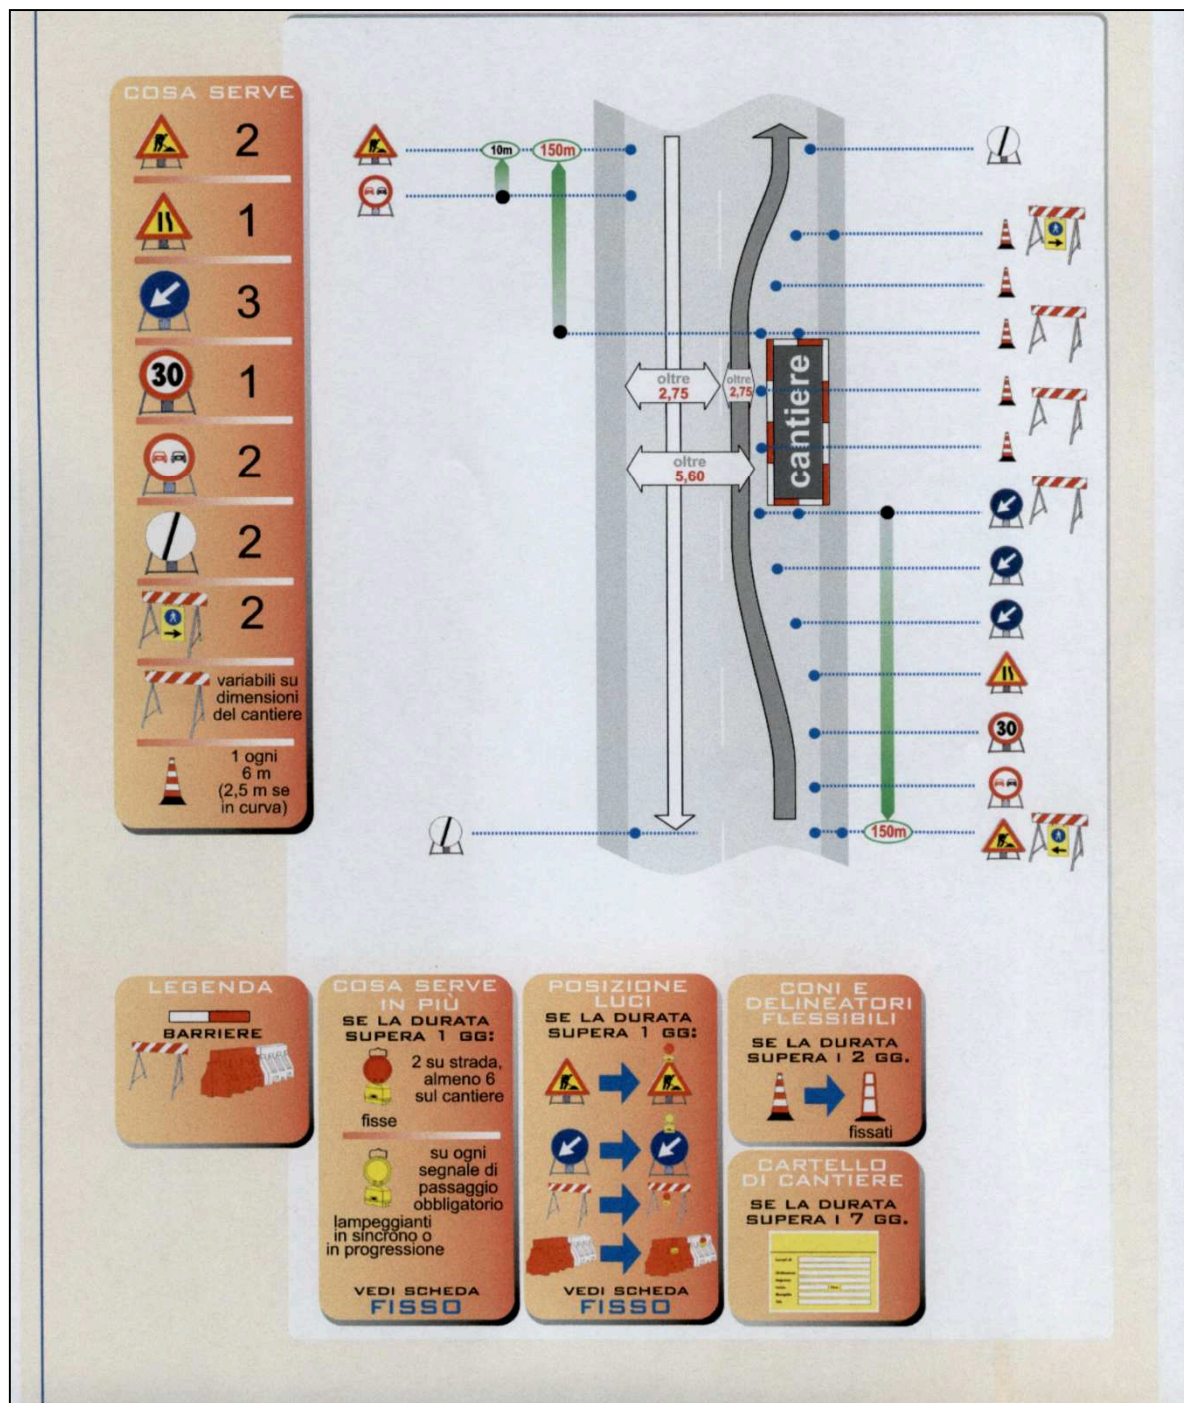 COSA SERVE
2
1
3
30
1
2
2
2
variabili su
dimensioni
del cantiere
1 ogni
6 m
(2,5 m se
in curva)
10m
150m
oltre
2,75
oltre
2,75
oltre
5,60
cantiere
30
150m
LEGENDA
BARRIERE
COSA SERVE
IN PIÙ
SE LA DURATA
SUPERA 1 GG:
2 su strada,
almeno 6
sul cantiere
fisse
su ogni
segnale di
passaggio
obbligatorio
lampeggianti
in sincrono o
in progressione
VEDI SCHEDA
FISSO
POSIZIONE
LUCI
SE LA DURATA
SUPERA 1 GG:
VEDI SCHEDA
FISSO
CONI E
DELINEATORI
FLESSIBILI
SE LA DURATA
SUPERA I 2 GG.
fissati
CARTELLO
DI CANTIERE
SE LA DURATA
SUPERA I 7 GG.